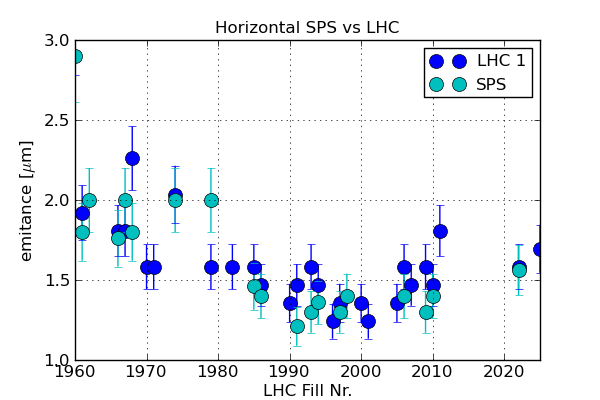 Horizontal SPS vs LHC
3.0
2.5
2.0
1.5
1.0
emitance [μm]
LHC 1
SPS
1960 1970 1980 1990 2000 2010 2020
LHC Fill Nr.